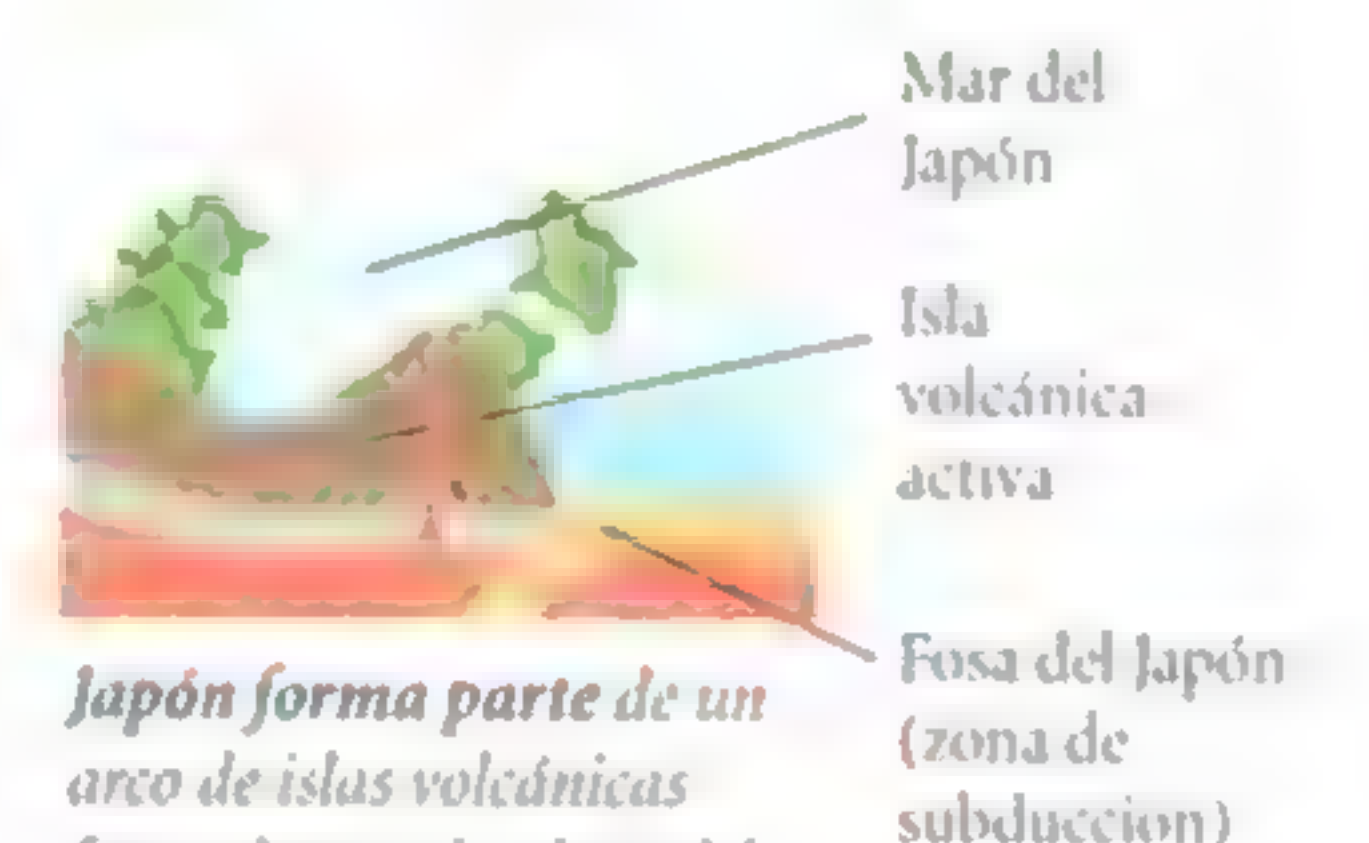 Mar del
Japón
Isla
volcánica
activa
Fosa del Japón
(zona de
subduccion)
Japón forma parte de un
arco de islas volcánicas